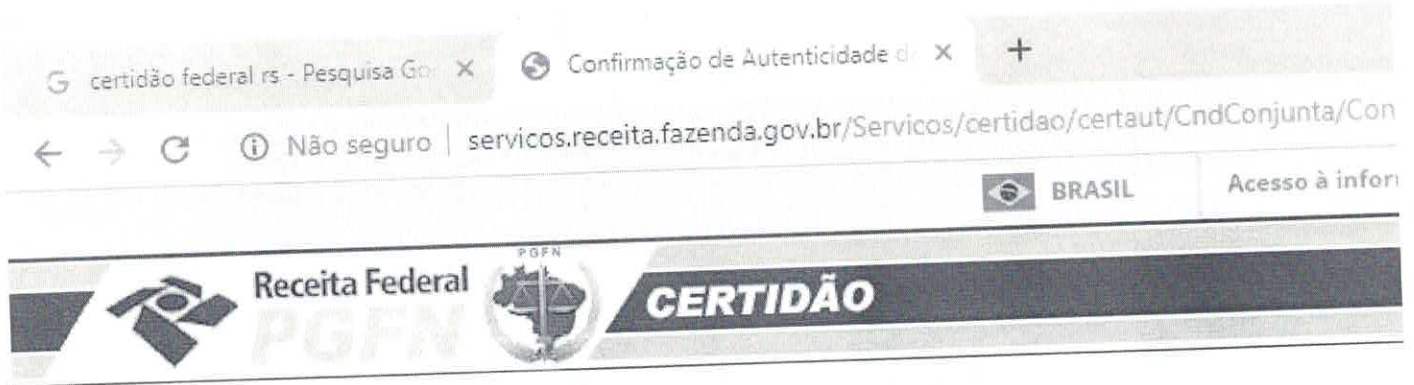 certidão federal rs - Pesquisa Go
Confirmação de Autenticidade d
Não seguro | servicos.receita.fazenda.gov.br/Servicos/certidao/certaut/CndConjunta/Con
BRASIL
Acesso à infor
PGFN
Receita Federal
PGFN
CERTIDÃO